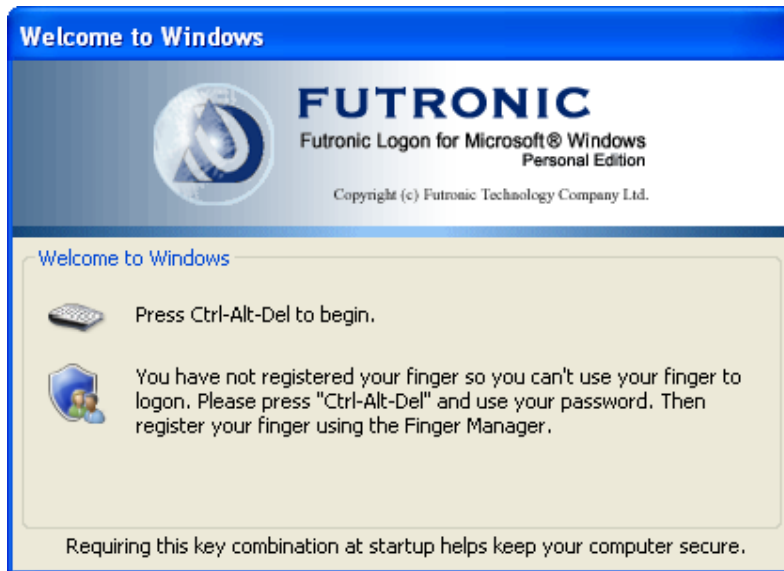 Welcome to Windows
FUTRONIC
Futronic Logon for Microsoft® Windows
Personal Edition
Copyright (c) Futronic Technology Company Ltd.
Welcome to Windows
Press Ctrl-Alt-Del to begin.
You have not registered your finger so you can't use your finger to
logon. Please press "Ctrl-Alt-Del" and use your password. Then
register your finger using the Finger Manager.
Requiring this key combination at startup helps keep your computer secure.